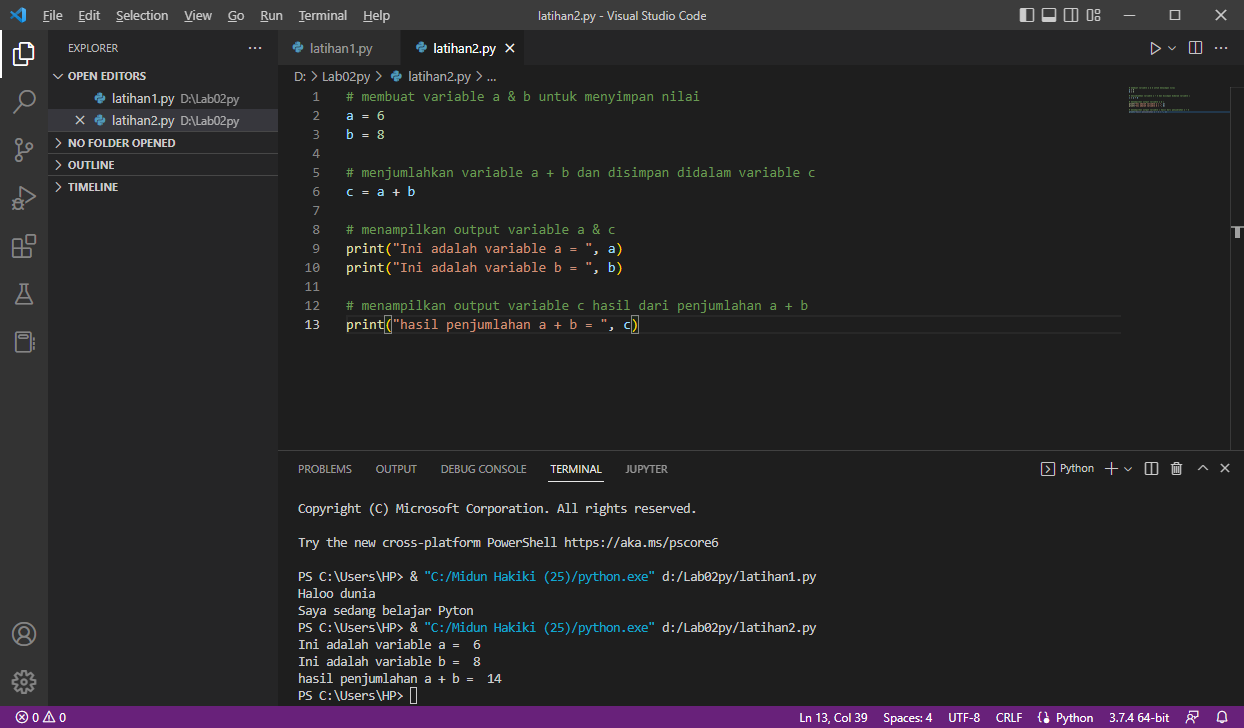 File Edit Selection View Go Run Terminal Help
latihan2.py - Visual Studio Code
EXPLORER
OPEN EDITORS
latihan1.py D:\Lab02py
latihan2.py D:\Lab02py
NO FOLDER OPENED
OUTLINE
TIMELINE
latihan1.py
latihan2.py
D: > Lab02py > latihan2.py > ...
1 # membuat variable a & b untuk menyimpan nilai
2 a = 6
3 b = 8
4
5 # menjumlahkan variable a + b dan disimpan didalam variable c
6 c = a + b
7
8 # menampilkan output variable a & c
9 print("Ini adalah variable a = ", a)
10 print("Ini adalah variable b = ", b)
11
12 # menampilkan output variable c hasil dari penjumlahan a + b
13 print("hasil penjumlahan a + b = ", c)
PROBLEMS OUTPUT DEBUG CONSOLE TERMINAL JUPYTER
Python
Copyright (C) Microsoft Corporation. All rights reserved.
Try the new cross-platform PowerShell https://aka.ms/pscore6
PS C:\Users\HP> & "C:/Midun Hakiki (25)/python.exe" d:/Lab02py/latihan1.py
Haloo dunia
Saya sedang belajar Pyton
PS C:\Users\HP> & "C:/Midun Hakiki (25)/python.exe" d:/Lab02py/latihan2.py
Ini adalah variable a =  6
Ini adalah variable b =  8
hasil penjumlahan a + b =  14
PS C:\Users\HP>
0 0
Ln 13, Col 39 Spaces: 4 UTF-8 CRLF Python 3.7.4 64-bit